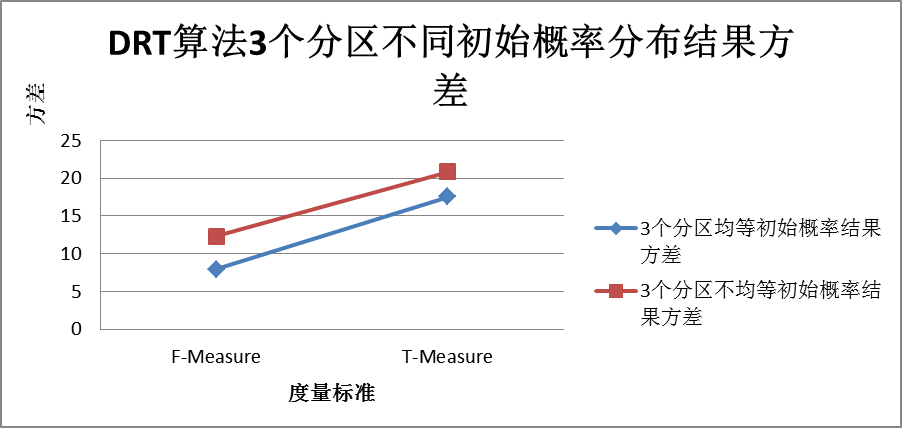 DRT算法3个分区不同初始概率分布结果方
差
方差
25
20
15
10
5
0
F-Measure
T-Measure
度量标准
3个分区均等初始概率结果
方差
3个分区不均等初始概率结
果方差